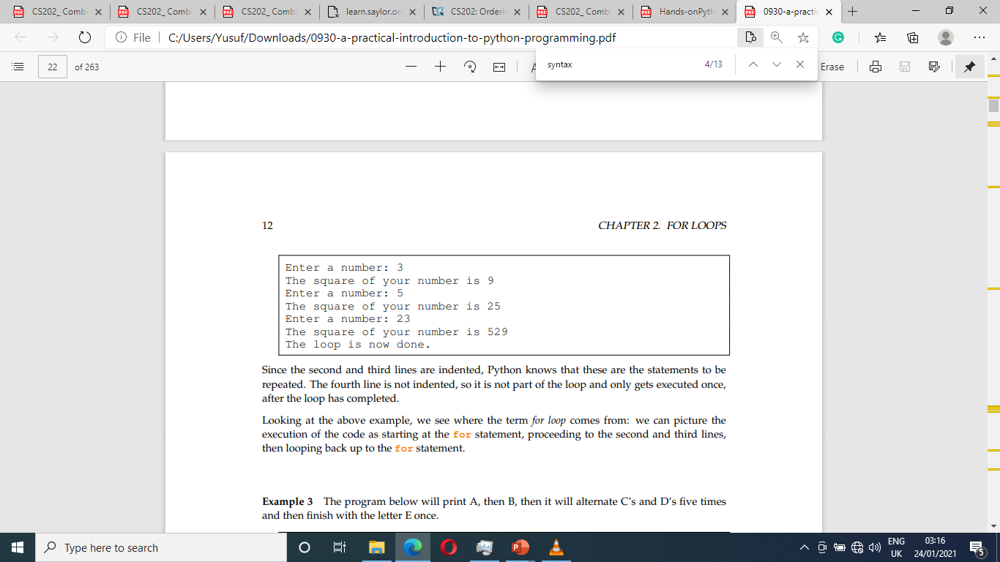 CS202_ Combi
CS202_ Combi
CS202_ Combi
learn.saylor.or
CS202: Orderin
CS202_ Combi
Hands-onPyth
0930-a-practic
File
C:/Users/Yusuf/Downloads/0930-a-practical-introduction-to-python-programming.pdf
22 of 263
syntax 4/13
Erase
12 CHAPTER 2. FOR LOOPS
Enter a number: 3
The square of your number is 9
Enter a number: 5
The square of your number is 25
Enter a number: 23
The square of your number is 529
The loop is now done.
Since the second and third lines are indented, Python knows that these are the statements to be
repeated. The fourth line is not indented, so it is not part of the loop and only gets executed once,
after the loop has completed.
Looking at the above example, we see where the term for loop comes from: we can picture the
execution of the code as starting at the for statement, proceeding to the second and third lines,
then looping back up to the for statement.
Example 3 The program below will print A, then B, then it will alternate C's and D's five times
and then finish with the letter E once.
Type here to search
ENG
UK
03:16
24/01/2021
5